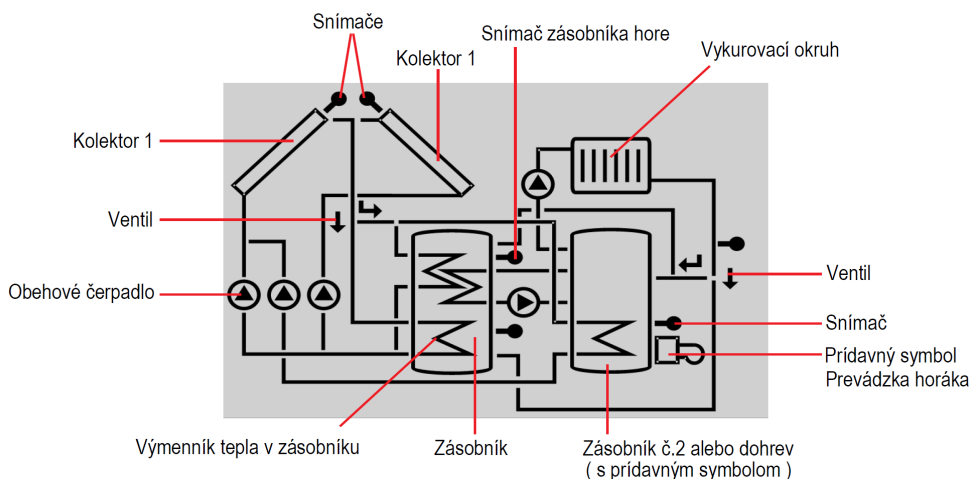 Snímače
Snímač zásobníka hore
Vykurovací okruh
Kolektor 1
Kolektor 1
Ventil
Ventil
Obehové čerpadlo
Snímač
Prídavný symbol
Prevádzka horáka
Výmenník tepla v zásobníku
Zásobník
Zásobník č.2 alebo dohrev
( s prídavným symbolom )